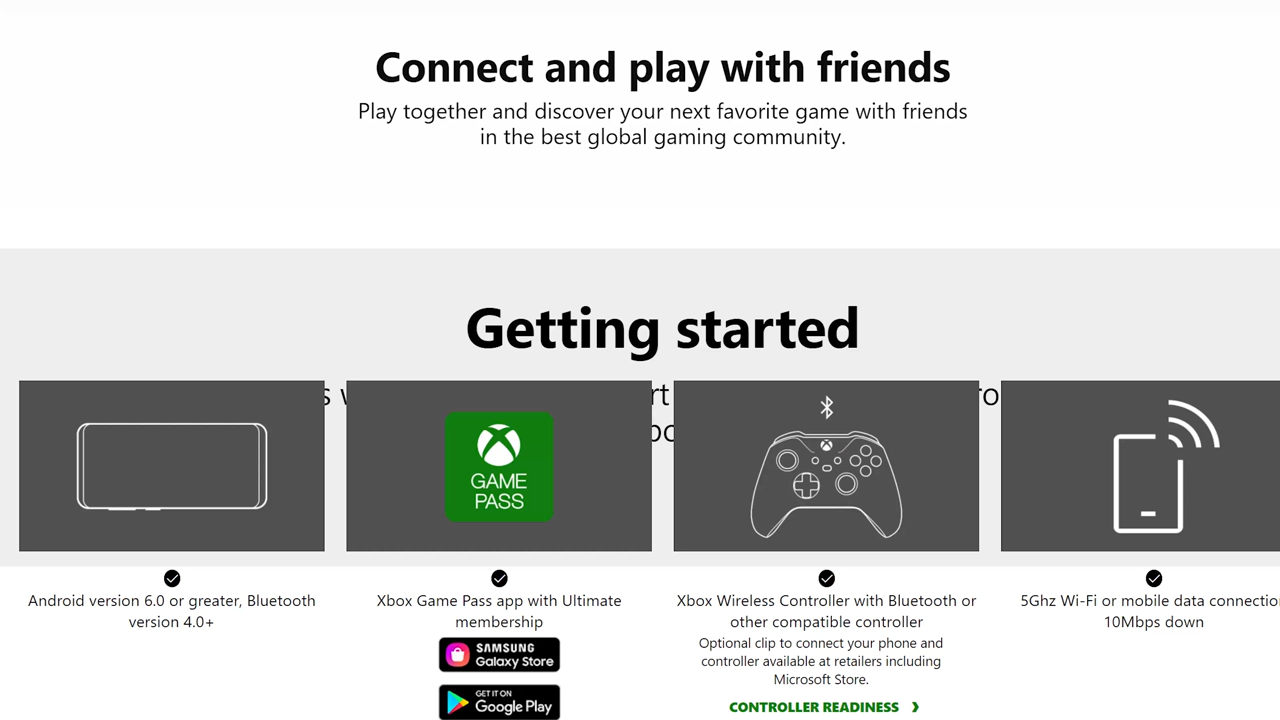 Connect and play with friends
Play together and discover your next favorite game with friends
in the best global gaming community.
Getting started
GAME
PASS
Android version 6.0 or greater, Bluetooth
version 4.0+
Xbox Game Pass app with Ultimate
membership
SAMSUNG
Galaxy Store
GET IT ON
Google Play
Xbox Wireless Controller with Bluetooth or
other compatible controller
Optional clip to connect your phone and
controller available at retailers including
Microsoft Store.
CONTROLLER READINESS
5Ghz Wi-Fi or mobile data connectio
10Mbps down